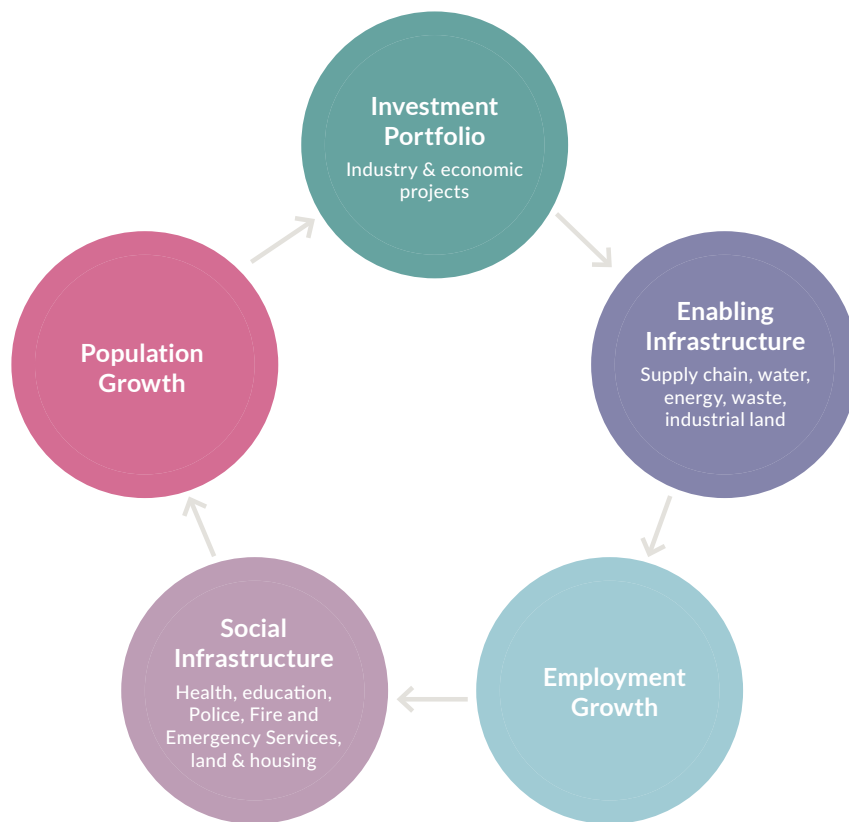 Investment
Portfolio
Industry & economic
projects
Enabling
Infrastructure
Supply chain, water,
energy, waste,
industrial land
Employment
Growth
Social
Infrastructure
Health, education,
Police, Fire and
Emergency Services,
land & housing
Population
Growth